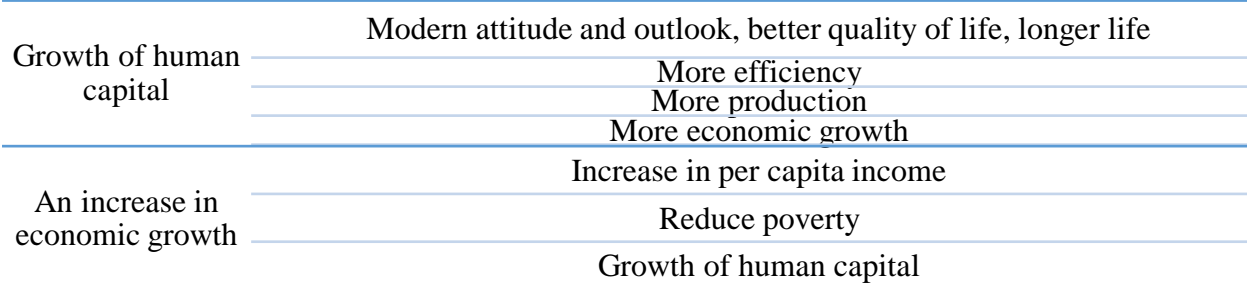 Growth of human
capital
Modern attitude and outlook, better quality of life, longer life
More efficiency
More production
More economic growth
An increase in
economic growth
Increase in per capita income
Reduce poverty
Growth of human capital